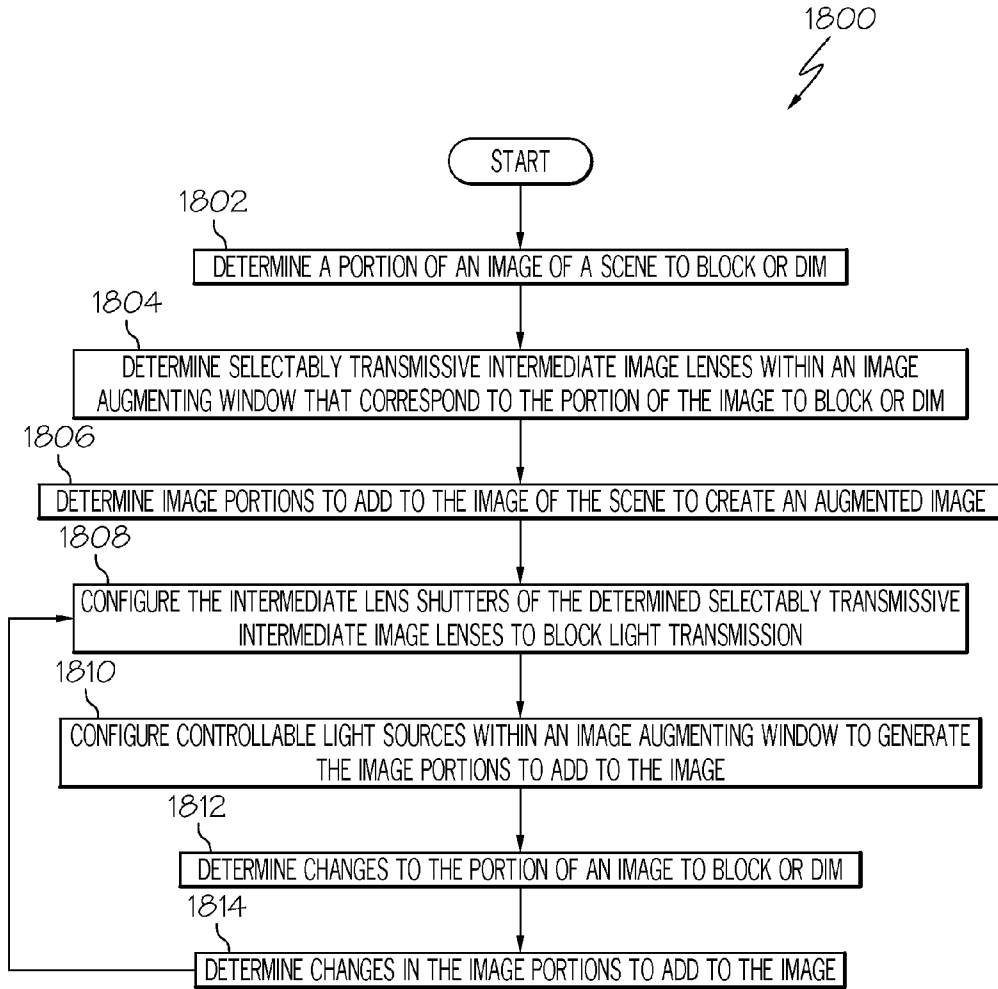 1800
START
1802
DETERMINE A PORTION OF AN IMAGE OF A SCENE TO BLOCK OR DIM
1804
DETERMINE SELECTABLY TRANSMISSIVE INTERMEDIATE IMAGE LENSES WITHIN AN IMAGE
AUGMENTING WINDOW THAT CORRESPOND TO THE PORTION OF THE IMAGE TO BLOCK OR DIM
1806
DETERMINE IMAGE PORTIONS TO ADD TO THE IMAGE OF THE SCENE TO CREATE AN AUGMENTED IMAGE
1808
CONFIGURE THE INTERMEDIATE LENS SHUTTERS OF THE DETERMINED SELECTABLY TRANSMISSIVE
INTERMEDIATE IMAGE LENSES TO BLOCK LIGHT TRANSMISSION
1810
CONFIGURE CONTROLLABLE LIGHT SOURCES WITHIN AN IMAGE AUGMENTING WINDOW TO GENERATE
THE IMAGE PORTIONS TO ADD TO THE IMAGE
1812
DETERMINE CHANGES TO THE PORTION OF AN IMAGE TO BLOCK OR DIM
1814
DETERMINE CHANGES IN THE IMAGE PORTIONS TO ADD TO THE IMAGE